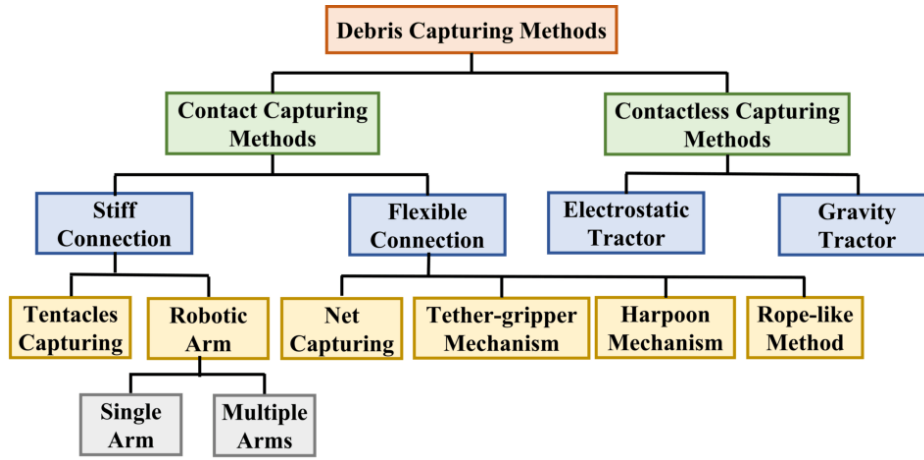 Debris Capturing Methods
Contact Capturing
Methods
Contactless Capturing
Methods
Stiff
Connection
Flexible
Connection
Electrostatic
Tractor
Gravity
Tractor
Tentacles
Capturing
Robotic
Arm
Net
Capturing
Tether-gripper
Mechanism
Harpoon
Mechanism
Rope-like
Method
Single
Arm
Multiple
Arms